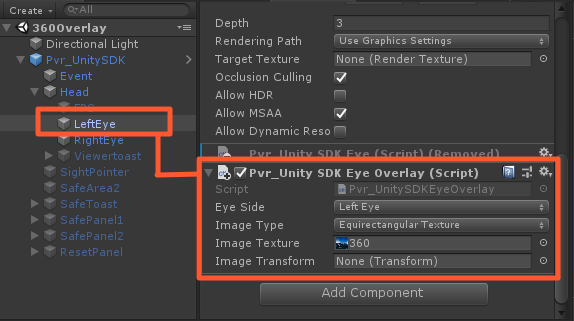 Create
All
360Overlay
Directional Light
Pvr_UnitySDK
Event
Head
FPS
LeftEye
RightEye
Viewertoast
SightPointer
SafeArea2
SafeToast
SafePanel1
SafePanel2
ResetPanel
Depth 3
Rendering Path Use Graphics Settings
Target Texture None (Render Texture)
Occlusion Culling
Allow HDR
Allow MSAA
Allow Dynamic Reso
Pvr_Unity SDK Eye (Script) (Removed)
Pvr_Unity SDK Eye Overlay (Script)
Script Pvr_UnitySDKEyeOverlay
Eye Side Left Eye
Image Type Equirectangular Texture
Image Texture 360
Image Transform None (Transform)
Add Component